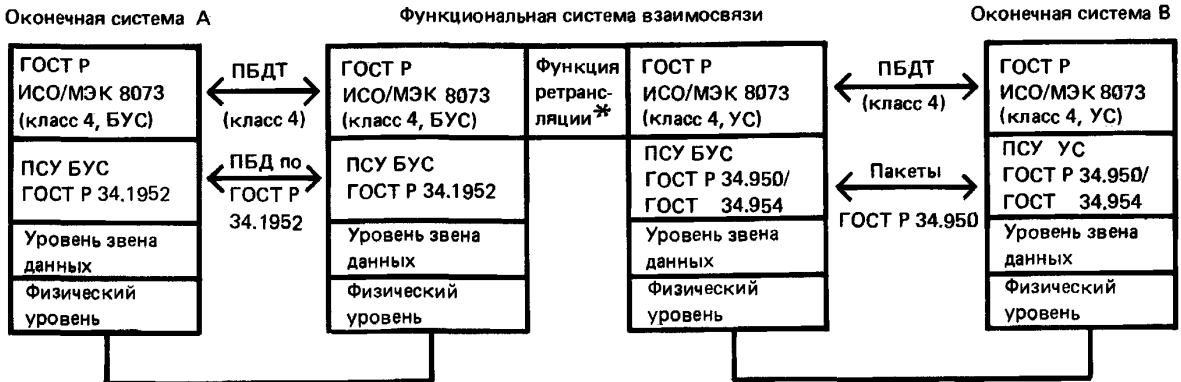 Оконечная система А
Функциональная система взаимосвязи
Оконечная система В
ГОСТ Р
ИСО/МЭК 8073
(класс 4, БУС)
ПБДТ
(класс 4)
ГОСТ Р
ИСО/МЭК 8073
(класс 4, БУС)
Функция
ретранс-
ляции*
ГОСТ Р
ИСО/МЭК 8073
(класс 4, УС)
ПБДТ
(класс 4)
ГОСТ Р
ИСО/МЭК 8073
(класс 4, УС)
ПСУ БУС
ГОСТ Р 34.1952
ПБД по
ГОСТ Р
34.1952
ПСУ БУС
ГОСТ Р 34.1952
ПСУ БУС
ГОСТ Р 34.950/
ГОСТ 34.954
Пакеты
ГОСТ Р 34.950
ПСУ УС
ГОСТ Р 34.950/
ГОСТ 34.954
Уровень звена
данных
Уровень звена
данных
Уровень звена
данных
Уровень звена
данных
Физический
уровень
Физический
уровень
Физический
уровень
Физический
уровень